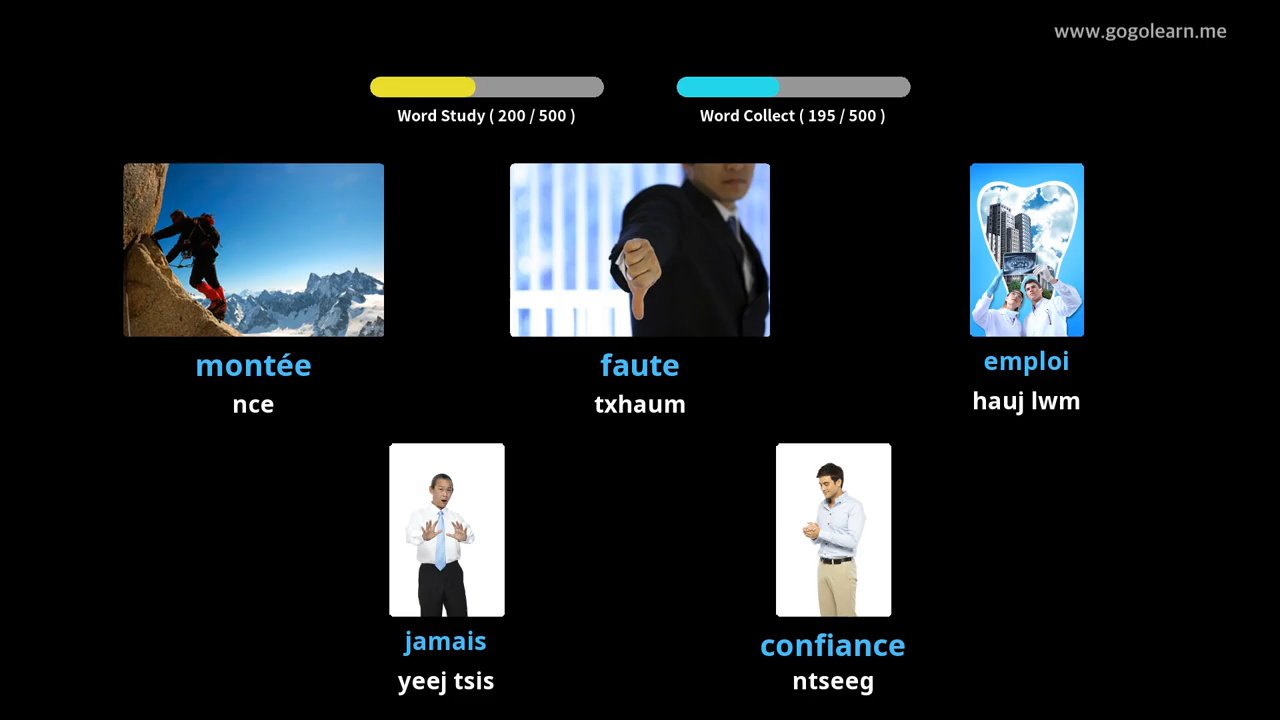 www.gogolearn.me
Word Study ( 200 / 500 )
Word Collect ( 195 / 500 )
montée
nce
faute
txhaum
emploi
hauj lwm
jamais
yeej tsis
confiance
ntseeg